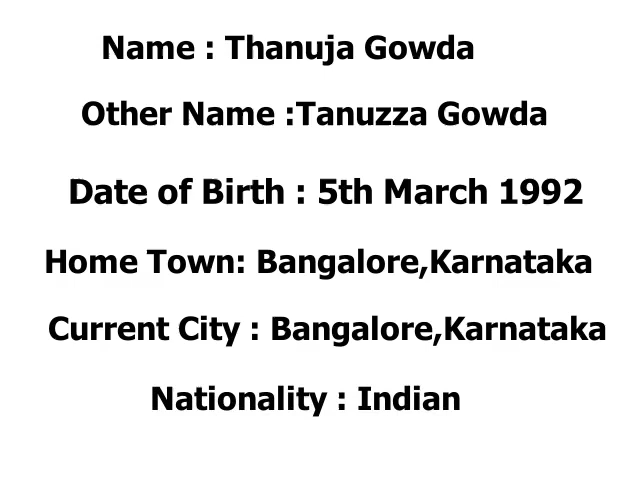 Name : Thanuja Gowda
Other Name :Tanuzza Gowda
Date of Birth : 5th March 1992
Home Town: Bangalore,Karnataka
Current City : Bangalore,Karnataka
Nationality : Indian